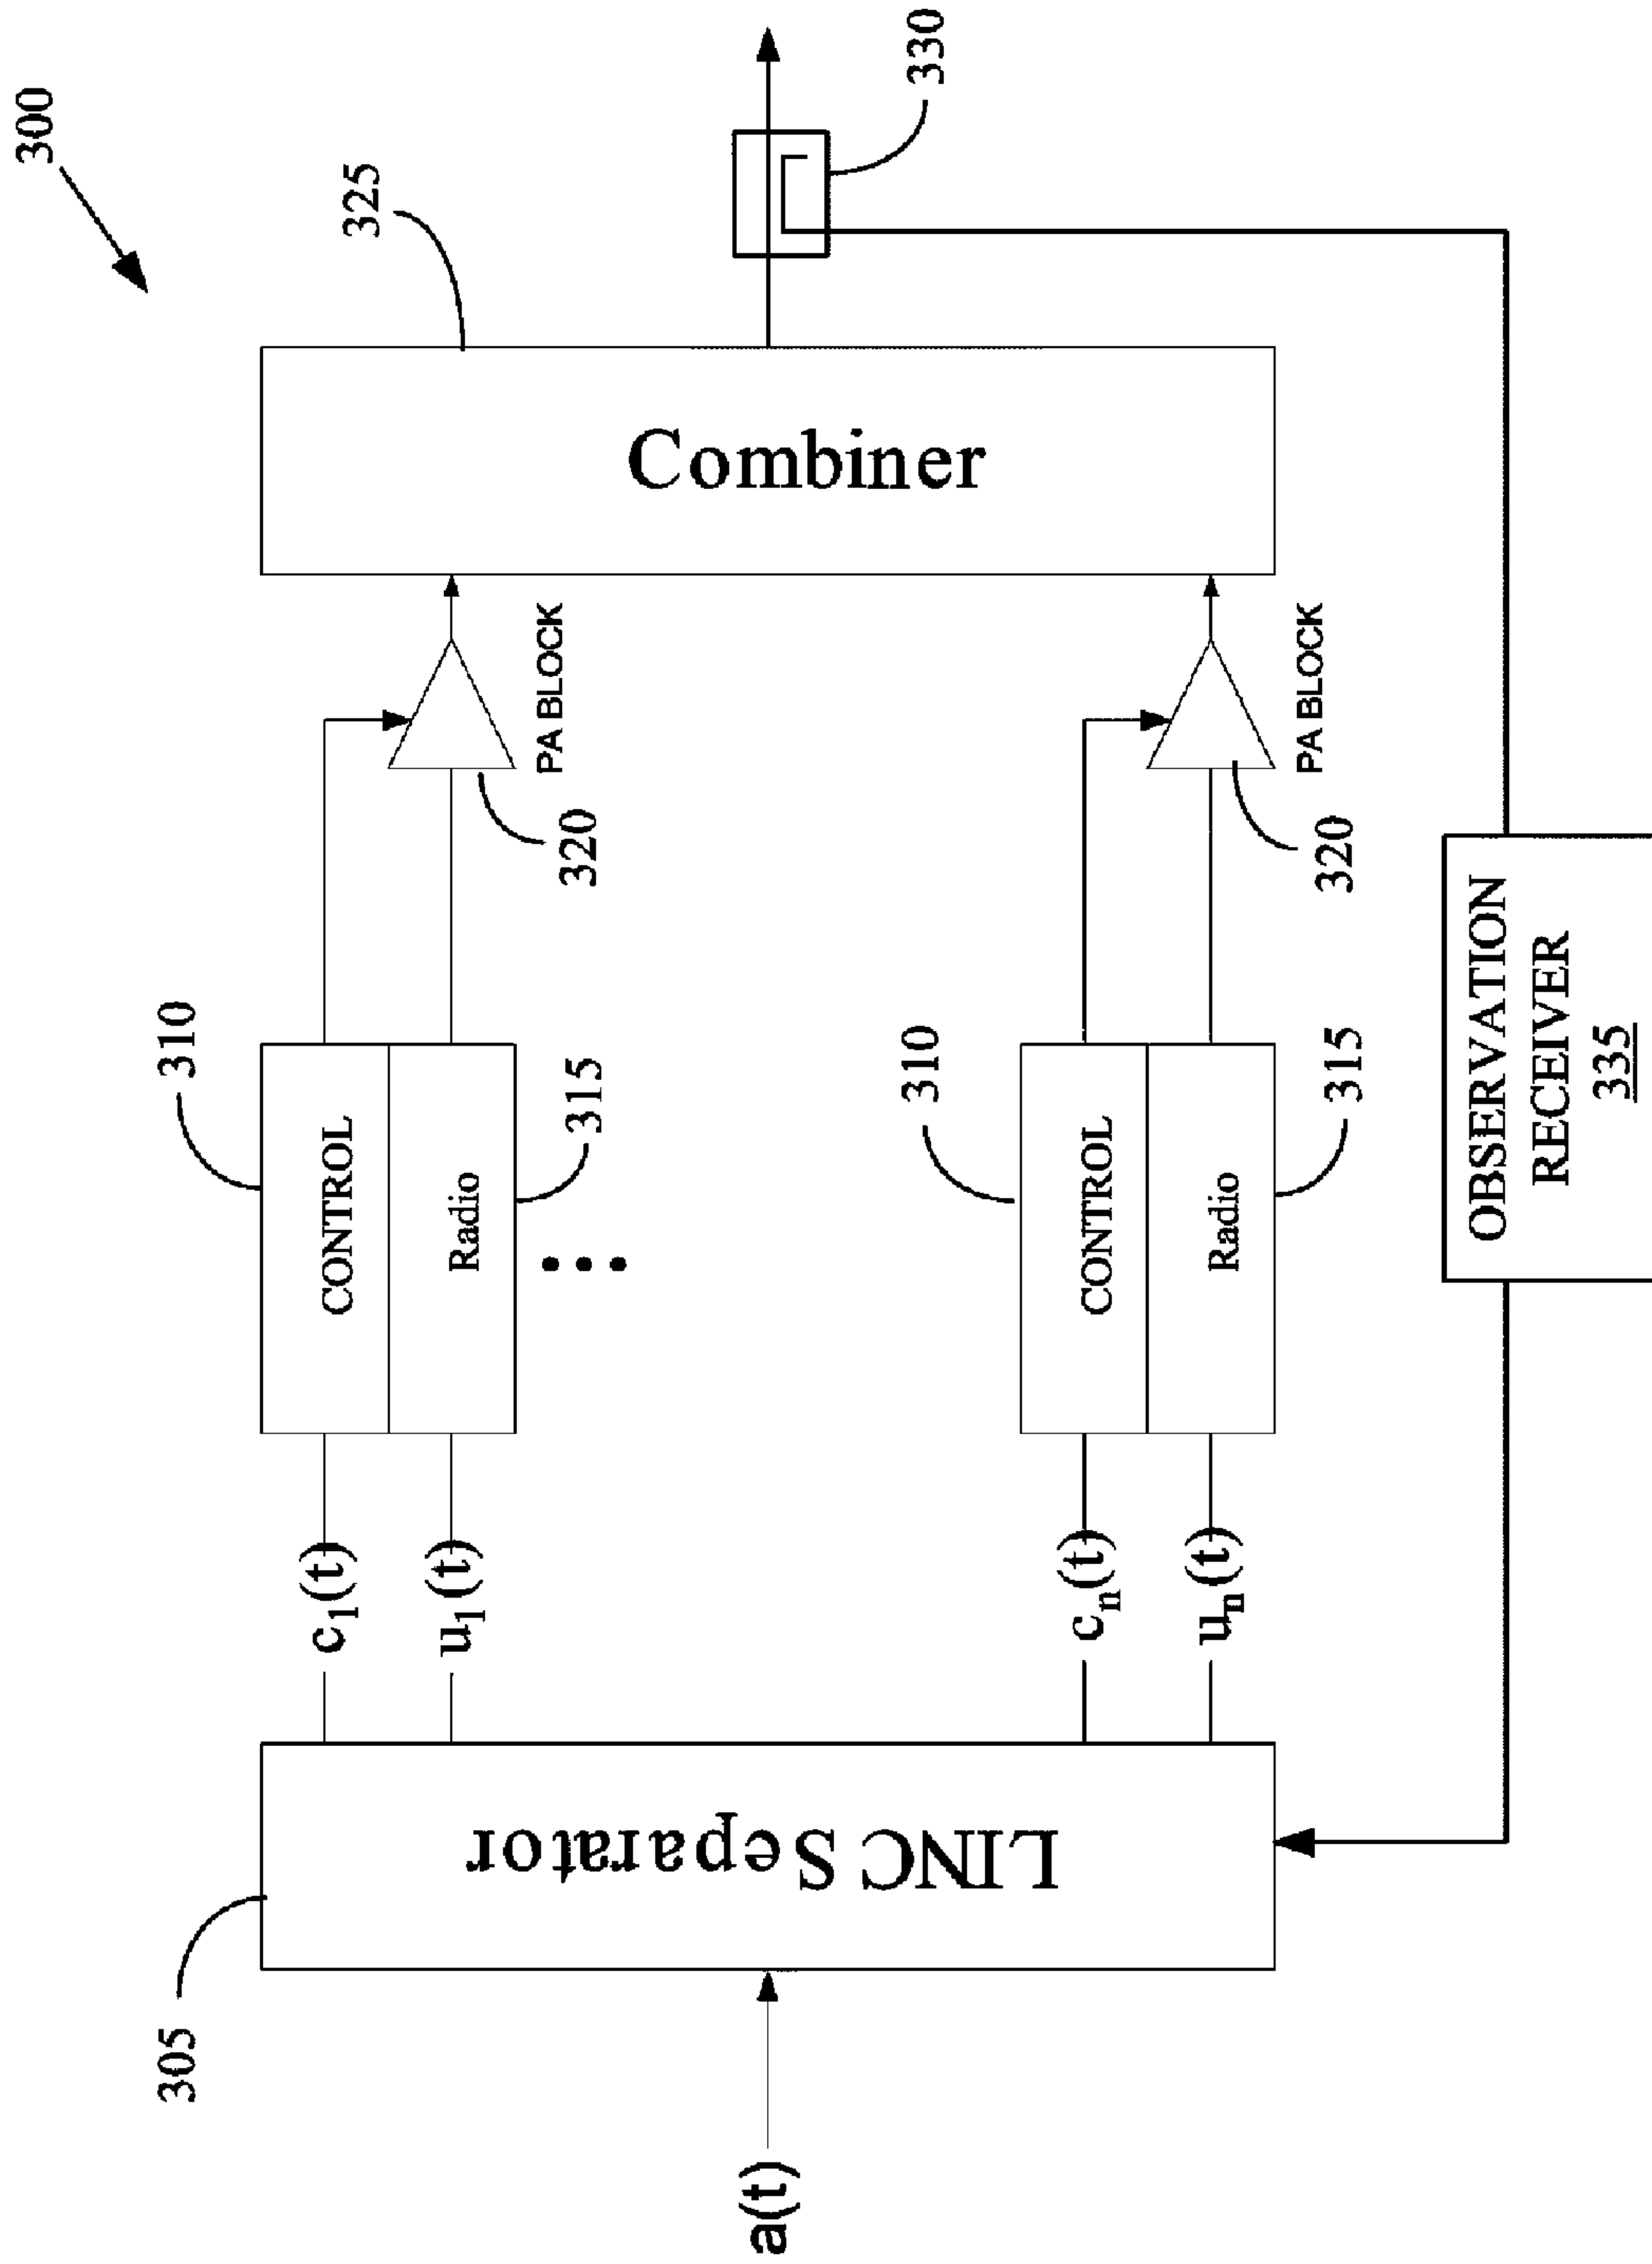 300
305
LINC Separator
a(t)
c₁(t)
u₁(t)
310
CONTROL
Radio
315
320
PA BLOCK
325
Combiner
330
cₙ(t)
uₙ(t)
310
CONTROL
Radio
315
320
PA BLOCK
OBSERVATION
RECEIVER
335